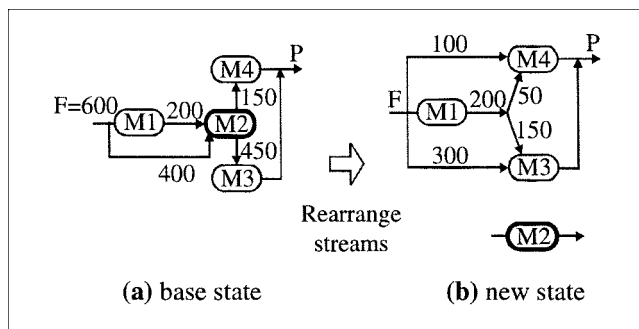 M4
P
F=600
M1
200
150
M2
450
400
M3
100
M4
P
F
M1
200
50
150
300
M3
Rearrange
streams
M2
(a) base state
(b) new state